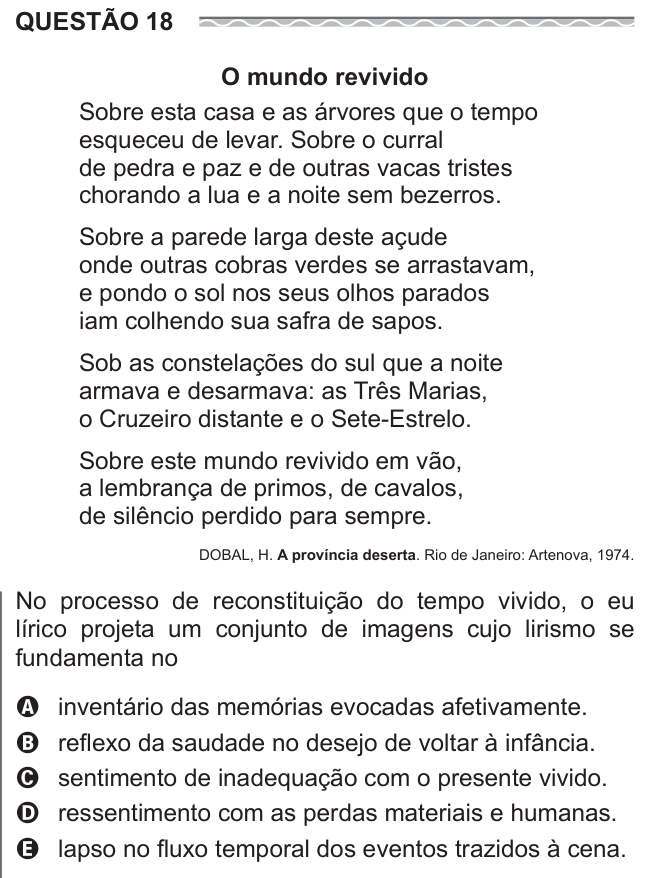 QUESTÃO 18
O mundo revivido
Sobre esta casa e as árvores que o tempo
esqueceu de levar. Sobre o curral
de pedra e paz e de outras vacas tristes
chorando a lua e a noite sem bezerros.
Sobre a parede larga deste açude
onde outras cobras verdes se arrastavam,
e pondo o sol nos seus olhos parados
iam colhendo sua safra de sapos.
Sob as constelações do sul que a noite
armava e desarmava: as Três Marias,
o Cruzeiro distante e o Sete-Estrelo.
Sobre este mundo revivido em vão,
a lembrança de primos, de cavalos,
de silêncio perdido para sempre.
DOBAL, H. A província deserta. Rio de Janeiro: Artenova, 1974.
No processo de reconstituição do tempo vivido, o eu
lírico projeta um conjunto de imagens cujo lirismo se
fundamenta no
A inventário das memórias evocadas afetivamente.
B reflexo da saudade no desejo de voltar à infância.
C sentimento de inadequação com o presente vivido.
D ressentimento com as perdas materiais e humanas.
E lapso no fluxo temporal dos eventos trazidos à cena.